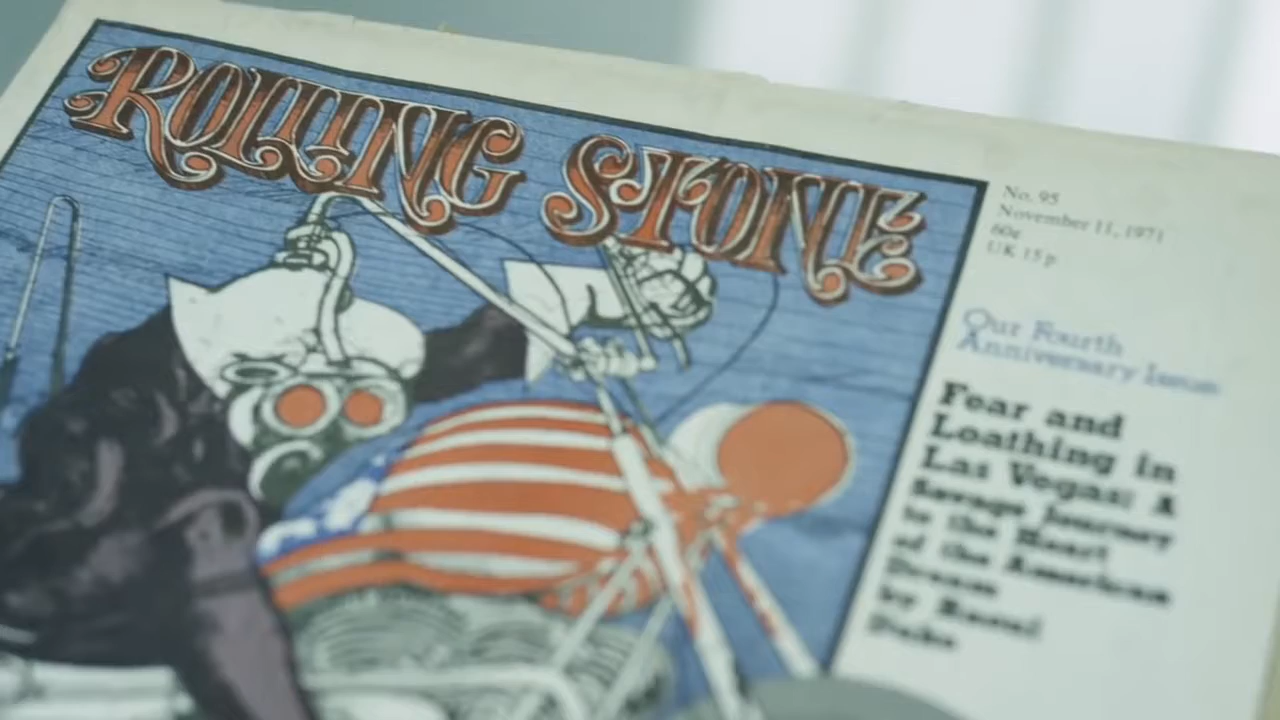 ROLLING STONE
No. 95
November 11, 1971
60¢
UK 15p
Our Fourth
Anniversary Issue
Fear and
Loathing in
Las Vegas: A
Savage Journey
to the Heart
of the American
Dream
by Raoul
Duke